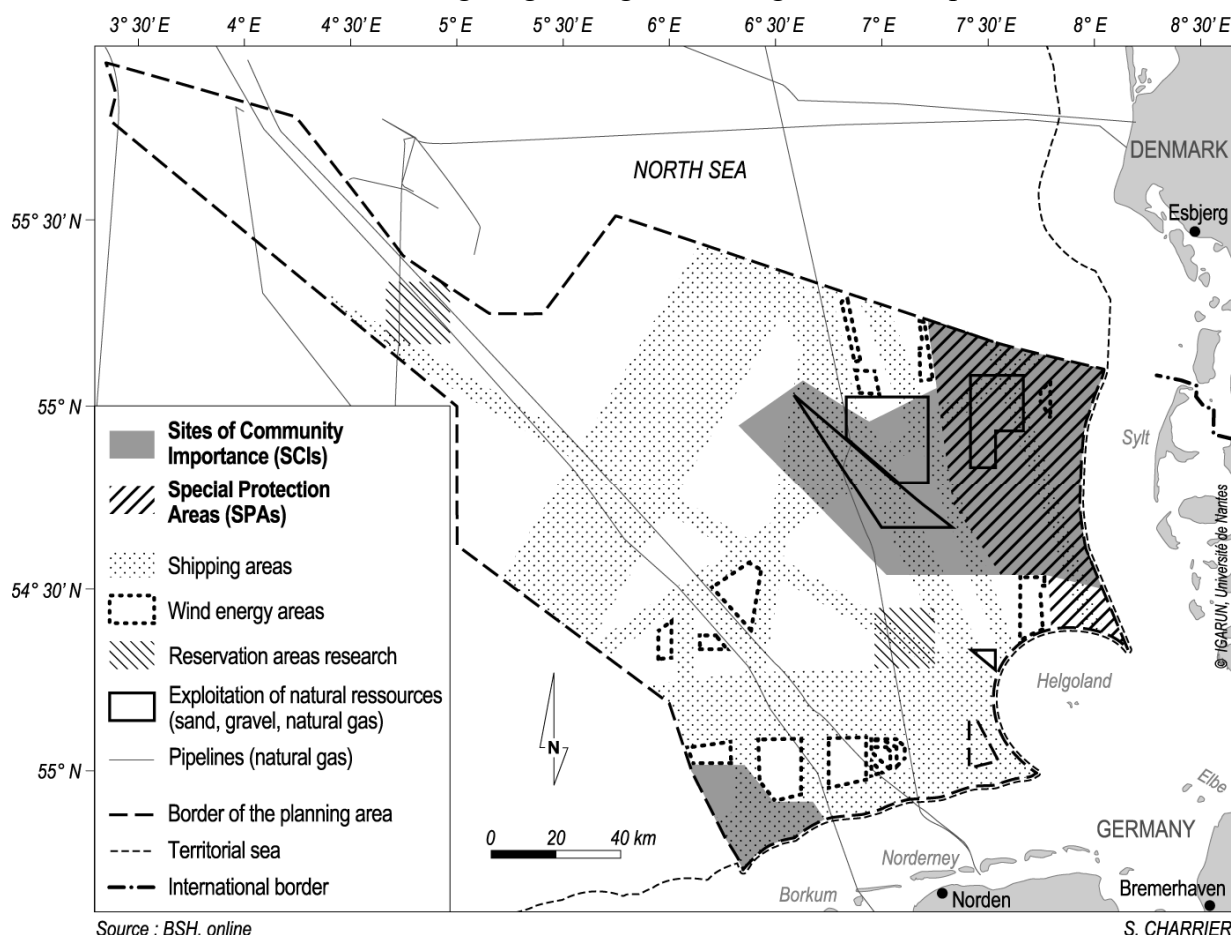 3° 30' E 4° E 4° 30' E 5° E 5° 30' E 6° E 6° 30' E 7° E 7° 30' E 8° E 8° 30' E
NORTH SEA
DENMARK
55° 30' N
Esbjerg
55° N
Sylt
Sites of Community
Importance (SCIs)
Special Protection
Areas (SPAs)
Shipping areas
54° 30' N
Wind energy areas
Reservation areas research
Helgoland
Exploitation of natural ressources
(sand, gravel, natural gas)
Pipelines (natural gas)
N
55° N
Elbe
Border of the planning area
0 20 40 km
GERMANY
Territorial sea
Norderney
International border
Borkum
Norden
Bremerhaven
© IGARUN, Université de Nantes
Source : BSH, online
S. CHARRIER